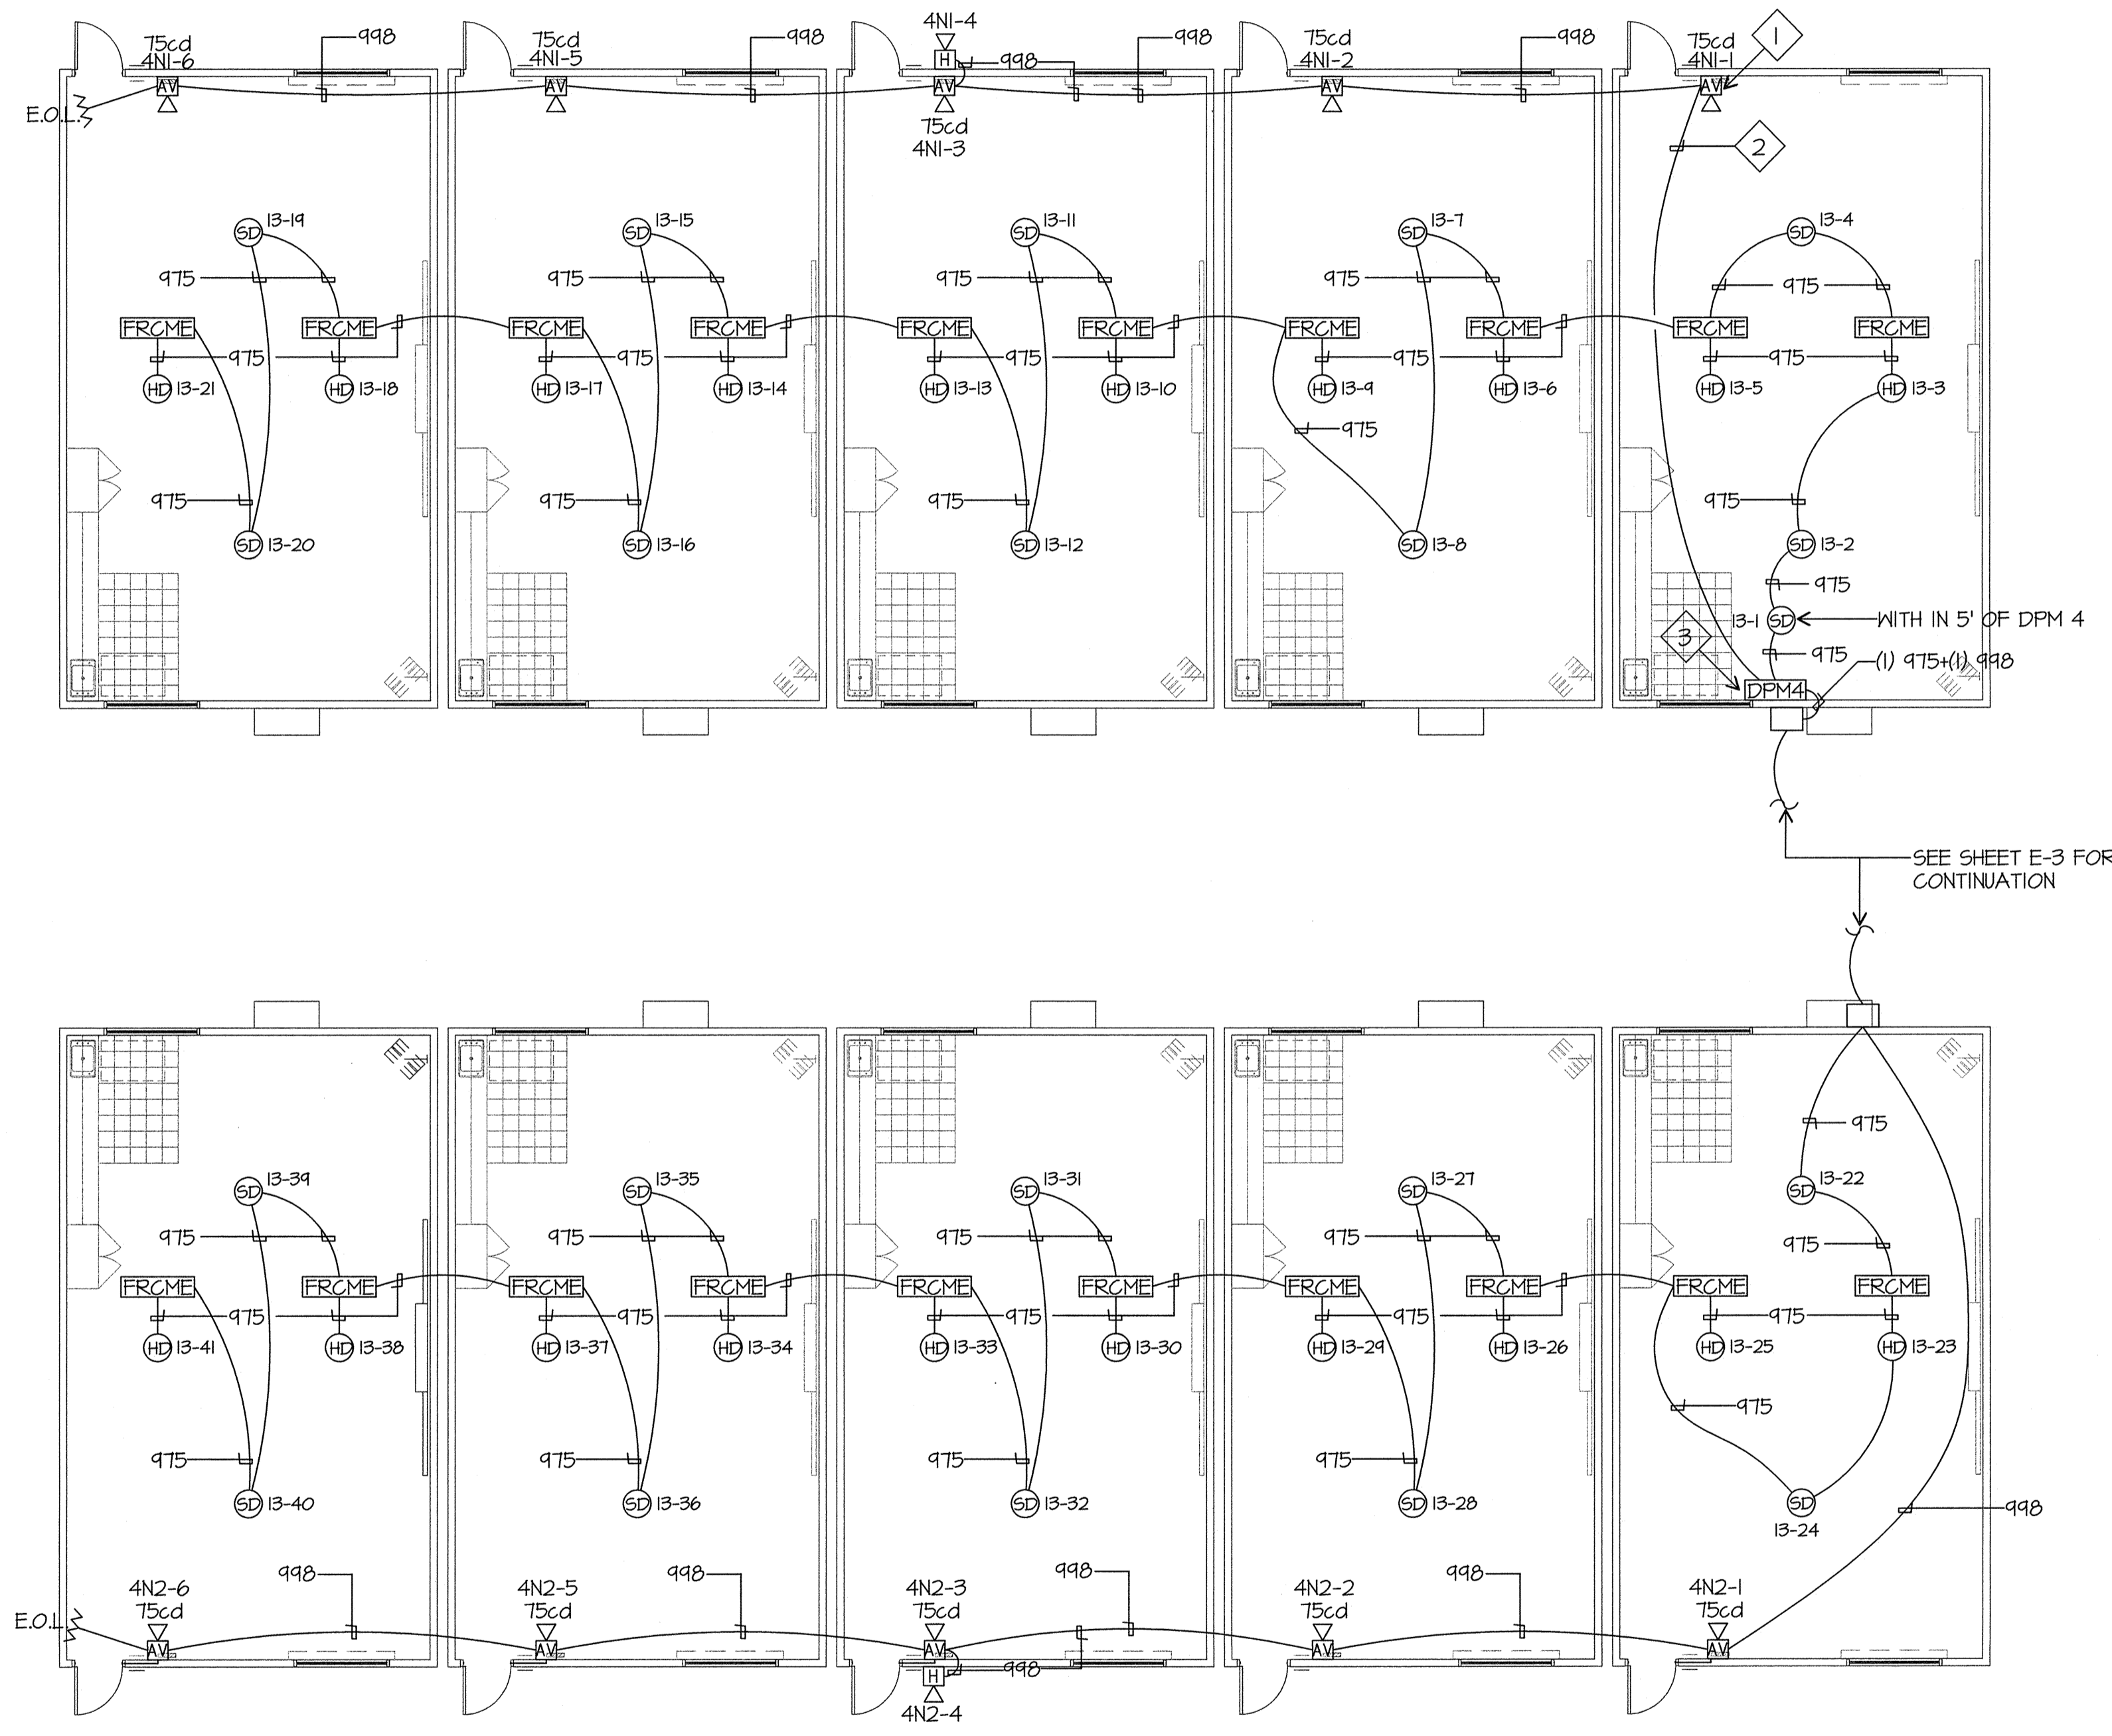 4N1-4
75cd
4N1-6
998
75cd
4N1-5
998
H
998
998
75cd
4N1-2
998
75cd
4N1-1
1
E.O.L.
AV
AV
AV
AV
AV
75cd
4N1-3
2
SD 13-19
SD 13-15
SD 13-11
SD 13-7
SD 13-4
975
975
975
975
975
FRCME
FRCME
FRCME
FRCME
FRCME
FRCME
FRCME
FRCME
FRCME
FRCME
975
975
975
975
975
HD 13-21
HD 13-18
HD 13-17
HD 13-14
HD 13-13
HD 13-10
HD 13-9
HD 13-6
HD 13-5
HD 13-3
975
975
975
975
975
SD 13-20
SD 13-16
SD 13-12
SD 13-8
SD 13-2
975
13-1 SD
WITH IN 5' OF DPM 4
3
975
(1) 975+(1) 998
DPM4
SEE SHEET E-3 FOR
CONTINUATION
975
SD 13-39
SD 13-35
SD 13-31
SD 13-27
SD 13-22
975
975
975
975
975
FRCME
FRCME
FRCME
FRCME
FRCME
FRCME
FRCME
FRCME
FRCME
FRCME
975
975
975
975
975
HD 13-41
HD 13-38
HD 13-37
HD 13-34
HD 13-33
HD 13-30
HD 13-29
HD 13-26
HD 13-25
HD 13-23
975
975
975
975
975
SD 13-40
SD 13-36
SD 13-32
SD 13-28
SD
13-24
998
998
998
998
998
4N2-6
75cd
4N2-5
75cd
4N2-3
75cd
4N2-2
75cd
4N2-1
75cd
E.O.L.
AV
AV
AV
AV
AV
H
998
4N2-4